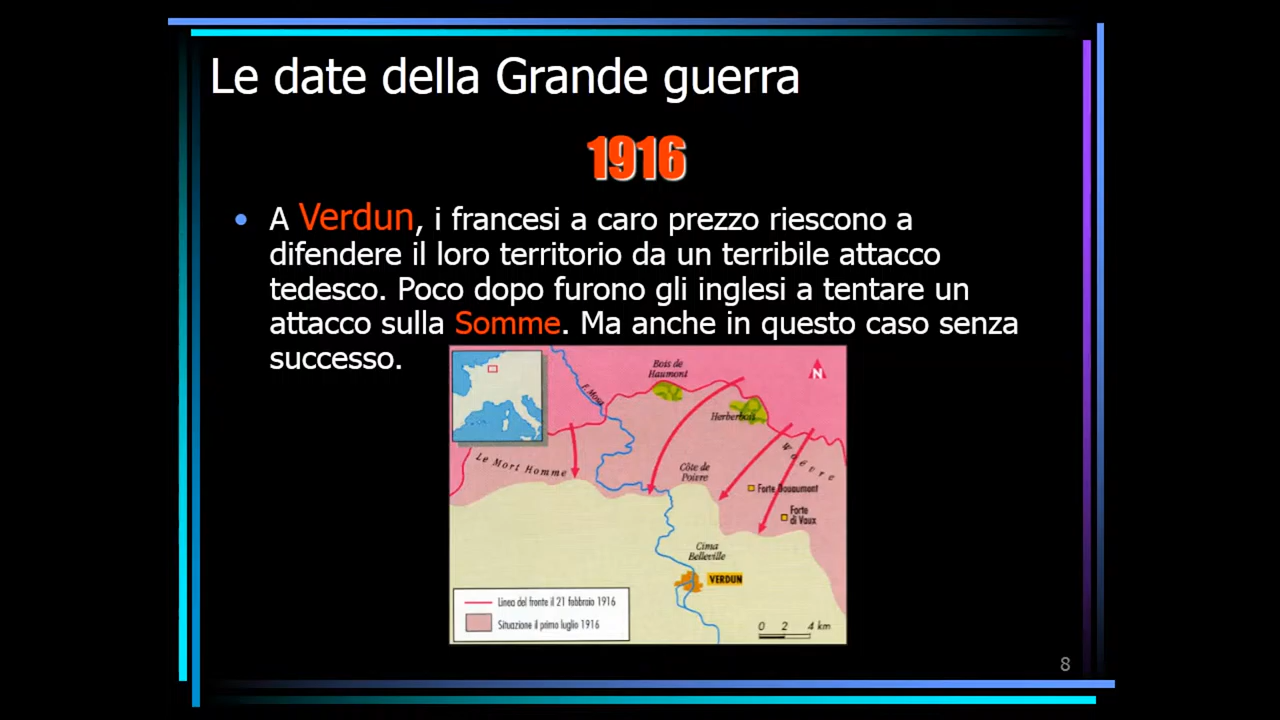 Le date della Grande guerra
1916
• A Verdun, i francesi a caro prezzo riescono a
difendere il loro territorio da un terribile attacco
tedesco. Poco dopo furono gli inglesi a tentare un
attacco sulla Somme. Ma anche in questo caso senza
successo.
Bois de
Haumont
N
F. Mosa
Herberbois
Le Mort Homme
Côte de
Poivre
Woëvre
Forte Douaumont
Forte
di Vaux
Cima
Belleville
VERDUN
Linea del fronte il 21 febbraio 1916
Situazione il primo luglio 1916
0 2 4 km
8